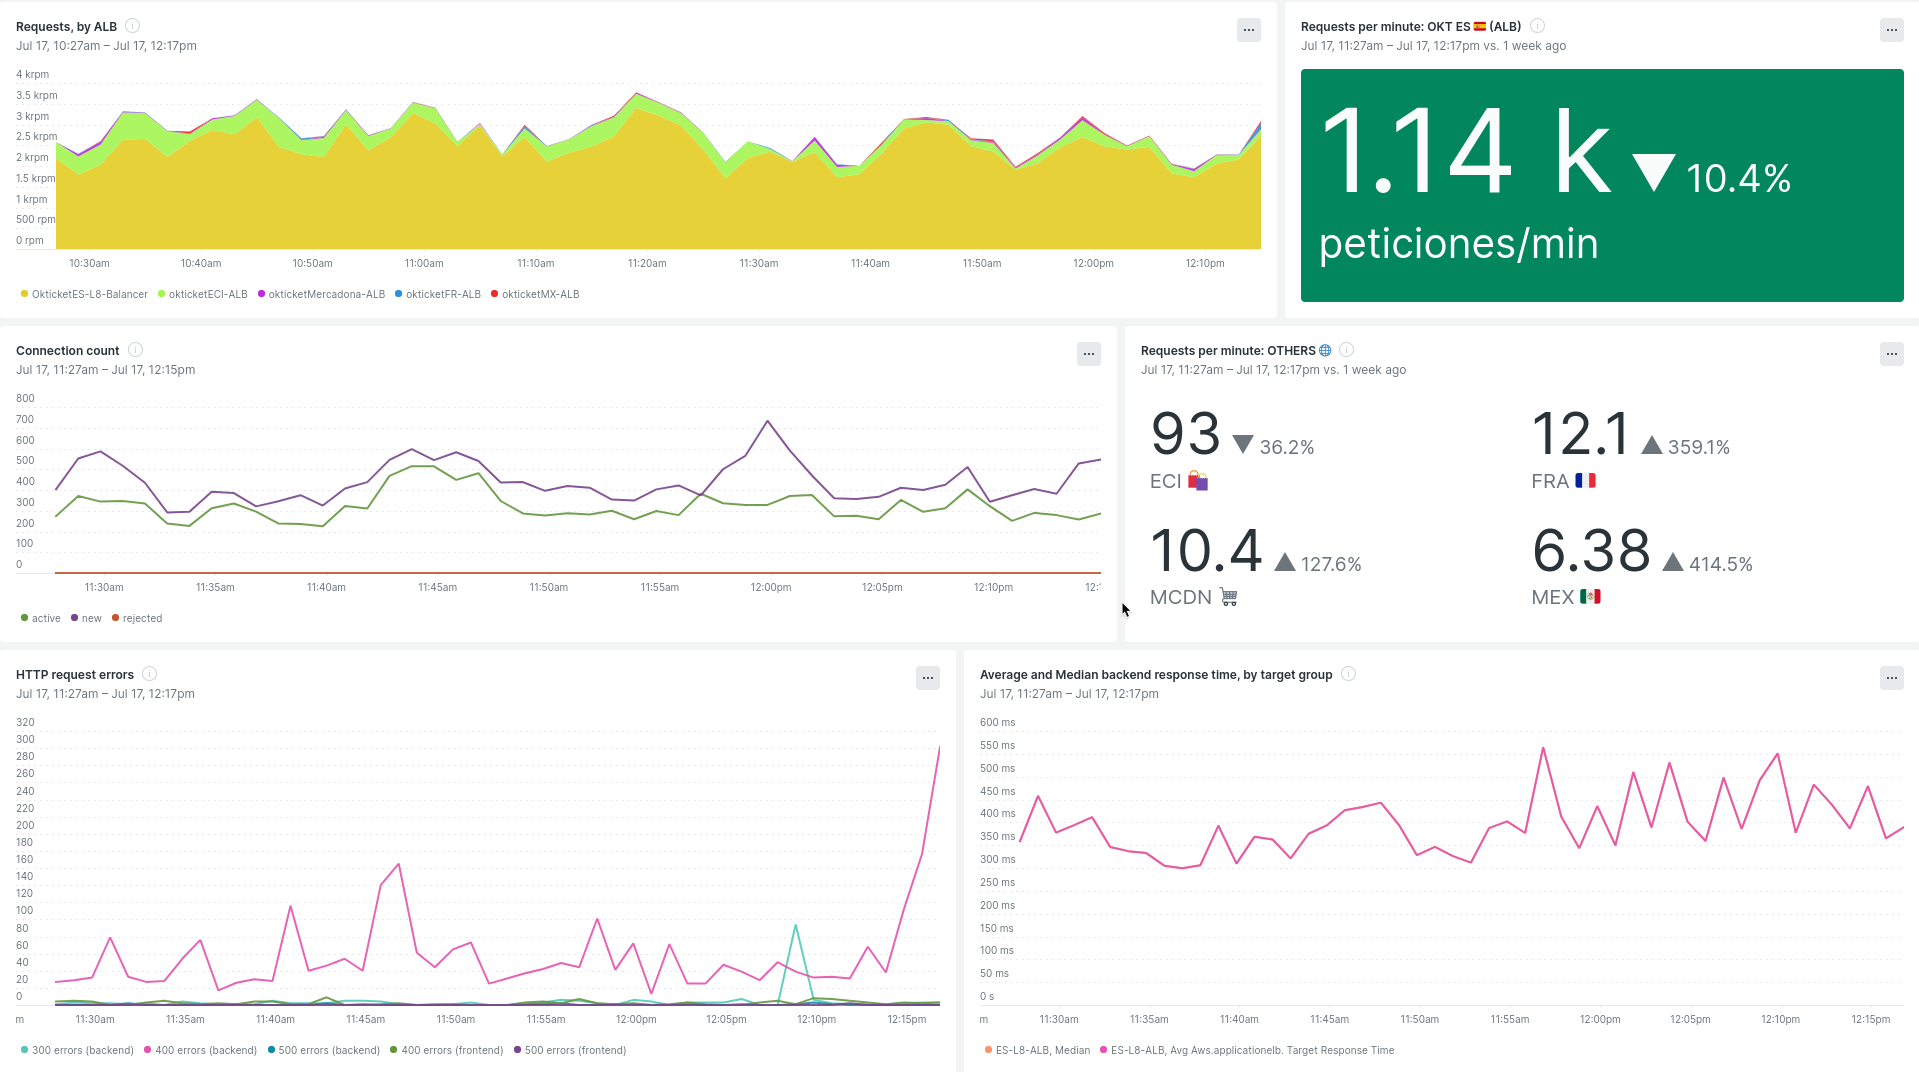 Requests, by ALB
Jul 17, 10:27am – Jul 17, 12:17pm
4 krpm
3.5 krpm
3 krpm
2.5 krpm
2 krpm
1.5 krpm
1 krpm
500 rpm
0 rpm
10:30am 10:40am 10:50am 11:00am 11:10am 11:20am 11:30am 11:40am 11:50am 12:00pm 12:10pm
OkticketES-L8-Balancer okticketECI-ALB okticketMercadona-ALB okticketFR-ALB okticketMX-ALB
Requests per minute: OKT ES 🇪🇸 (ALB)
Jul 17, 11:27am – Jul 17, 12:17pm vs. 1 week ago
1.14 k ▼ 10.4%
peticiones/min
Connection count
Jul 17, 11:27am – Jul 17, 12:15pm
800
700
600
500
400
300
200
100
0
11:30am 11:35am 11:40am 11:45am 11:50am 11:55am 12:00pm 12:05pm 12:10pm 12:
active new rejected
Requests per minute: OTHERS 🌐
Jul 17, 11:27am – Jul 17, 12:17pm vs. 1 week ago
93 ▼ 36.2%
ECI 🛍️
12.1 ▲ 359.1%
FRA 🇫🇷
10.4 ▲ 127.6%
MCDN 🛒
6.38 ▲ 414.5%
MEX 🇲🇽
HTTP request errors
Jul 17, 11:27am – Jul 17, 12:17pm
320
300
280
260
240
220
200
180
160
140
120
100
80
60
40
20
0
m 11:30am 11:35am 11:40am 11:45am 11:50am 11:55am 12:00pm 12:05pm 12:10pm 12:15pm
300 errors (backend) 400 errors (backend) 500 errors (backend) 400 errors (frontend) 500 errors (frontend)
Average and Median backend response time, by target group
Jul 17, 11:27am – Jul 17, 12:17pm
600 ms
550 ms
500 ms
450 ms
400 ms
350 ms
300 ms
250 ms
200 ms
150 ms
100 ms
50 ms
0 s
m 11:30am 11:35am 11:40am 11:45am 11:50am 11:55am 12:00pm 12:05pm 12:10pm 12:15pm
ES-L8-ALB, Median ES-L8-ALB, Avg Aws.applicationelb. Target Response Time